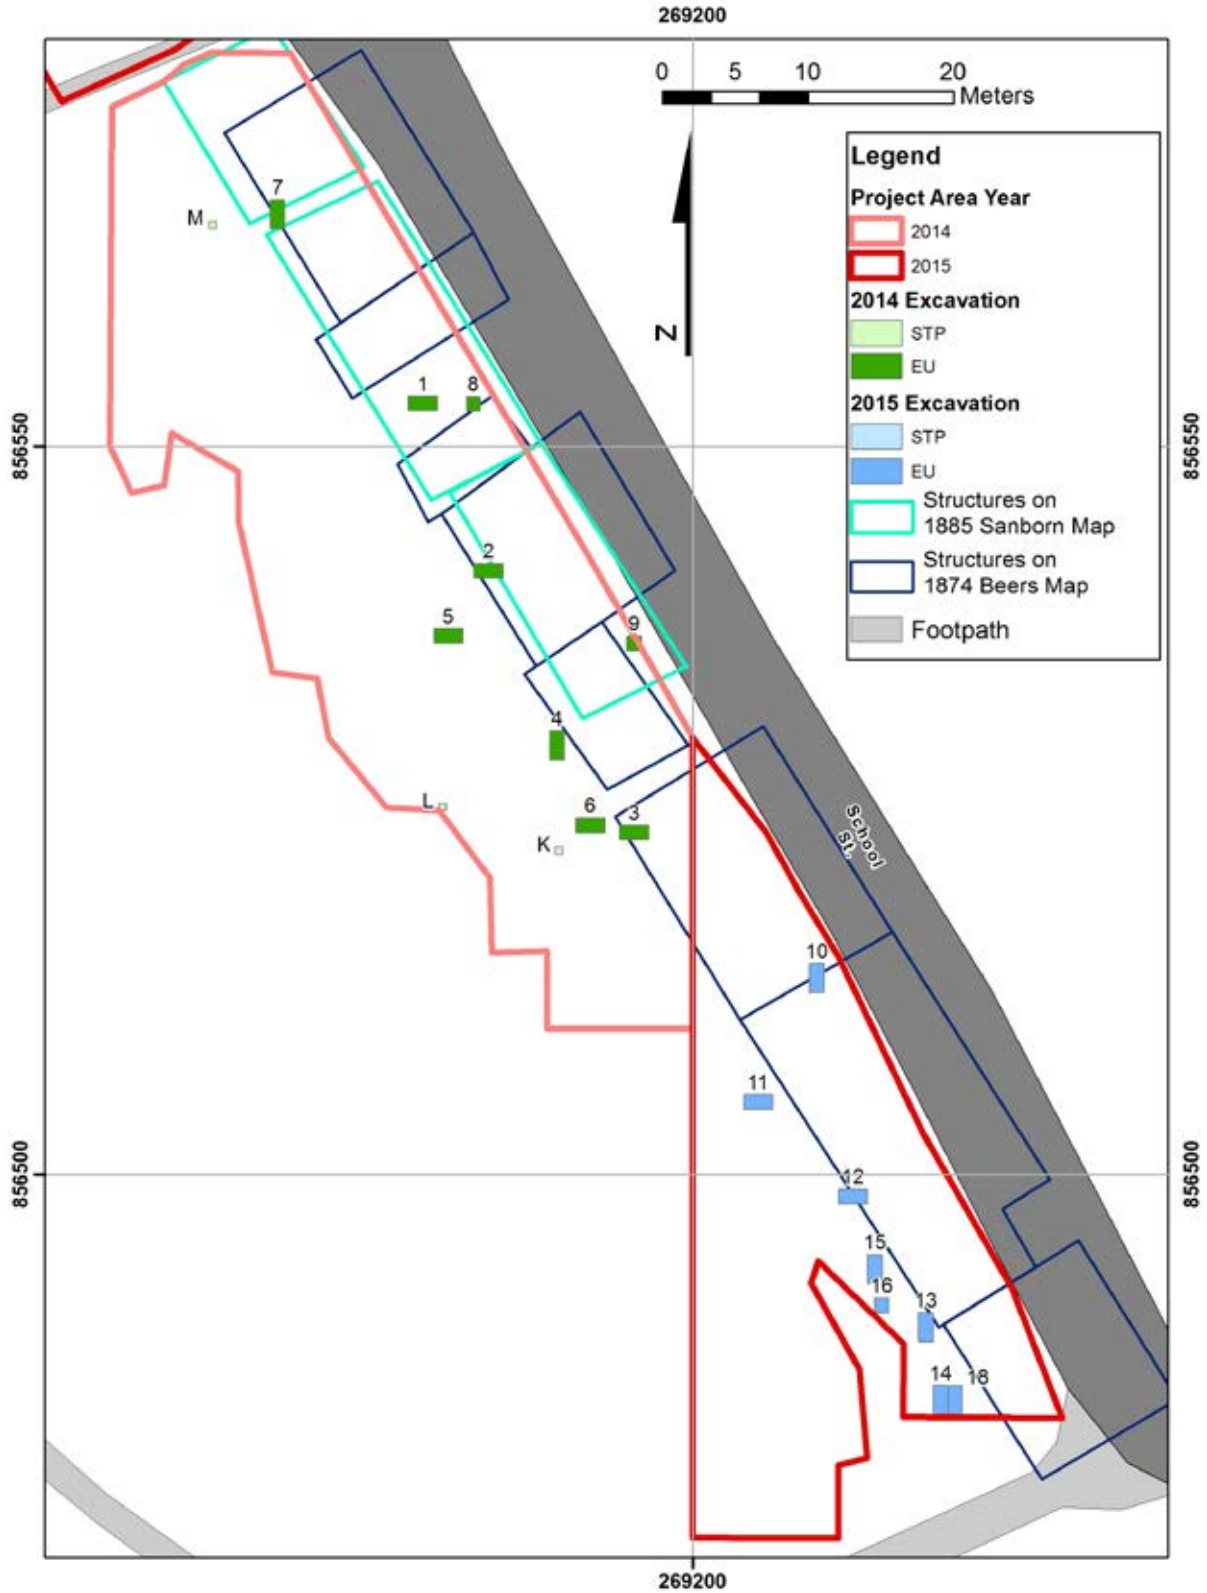 269200
0 5 10 20
Meters
Legend
Project Area Year
2014
2015
2014 Excavation
STP
EU
2015 Excavation
STP
EU
Structures on
1885 Sanborn Map
Structures on
1874 Beers Map
Footpath
N
7
M
1 8
856550
856550
2
5
9
4
L
6 3
K
School
St.
10
11
856500
856500
12
15
16
13
14 18
269200